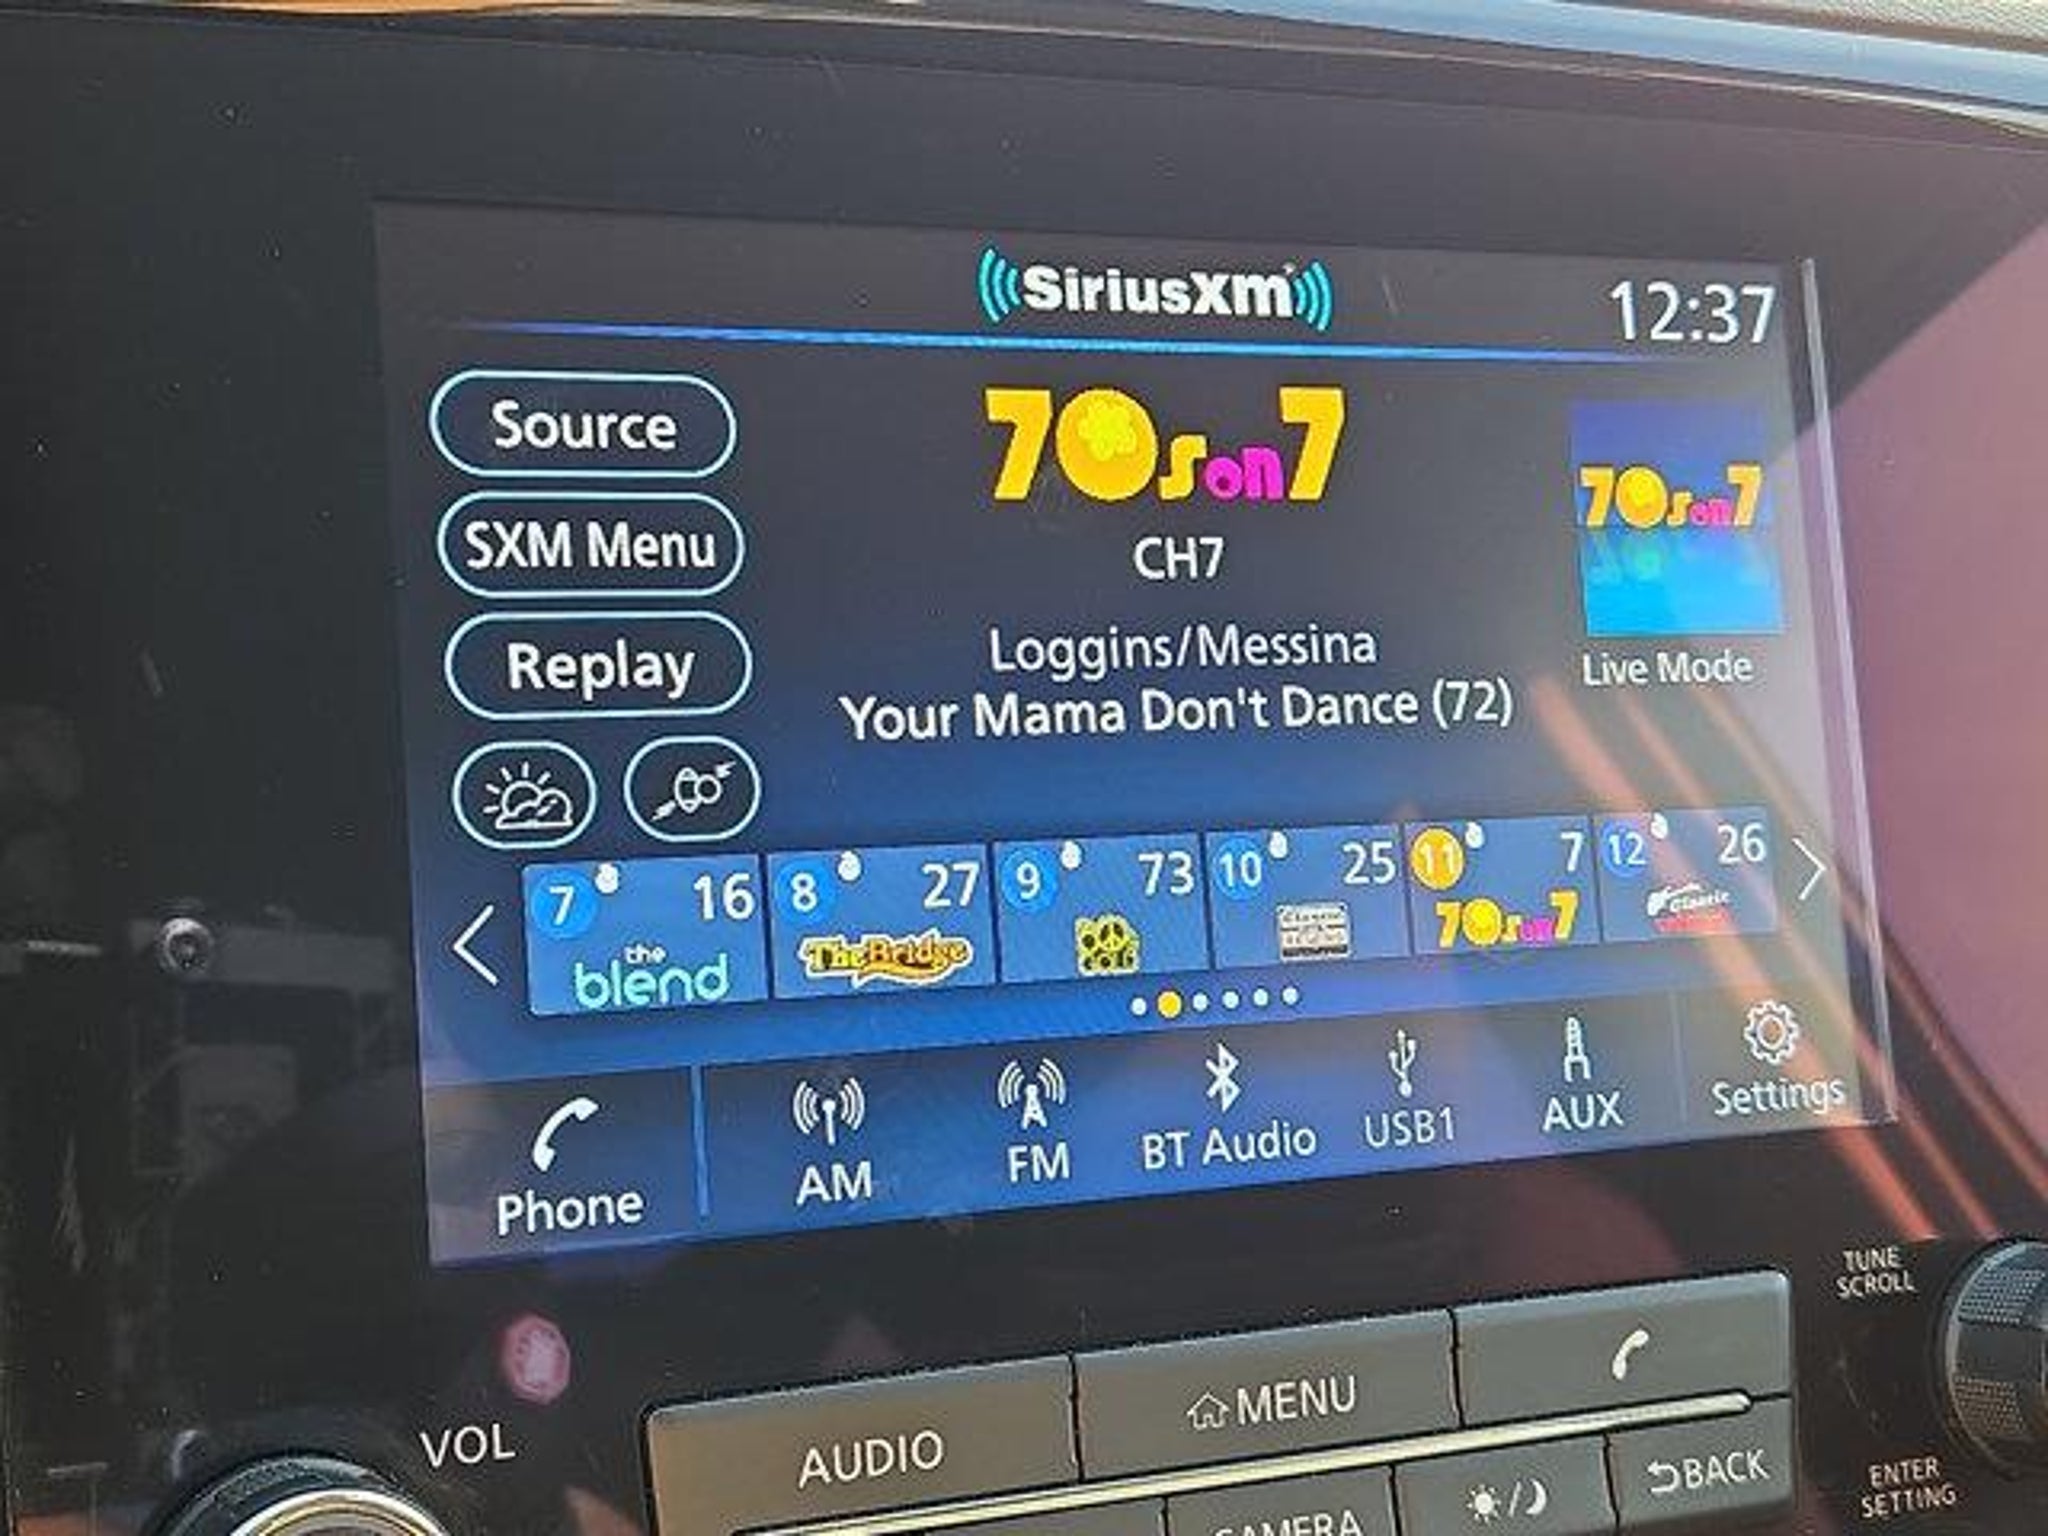 SiriusXm
12:37
Source
70s on 7
70s on 7
SXM Menu
CH7
Replay
Loggins/Messina
Live Mode
Your Mama Don't Dance (72)
7 16
the
blend
8 27
The Bridge
9 73
10 25
Classic
11 7
70s on 7
12 26
Classic
Phone
AM
FM
BT Audio
USB1
AUX
Settings
TUNE
SCROLL
VOL
AUDIO
MENU
BACK
CAMERA
ENTER
SETTING